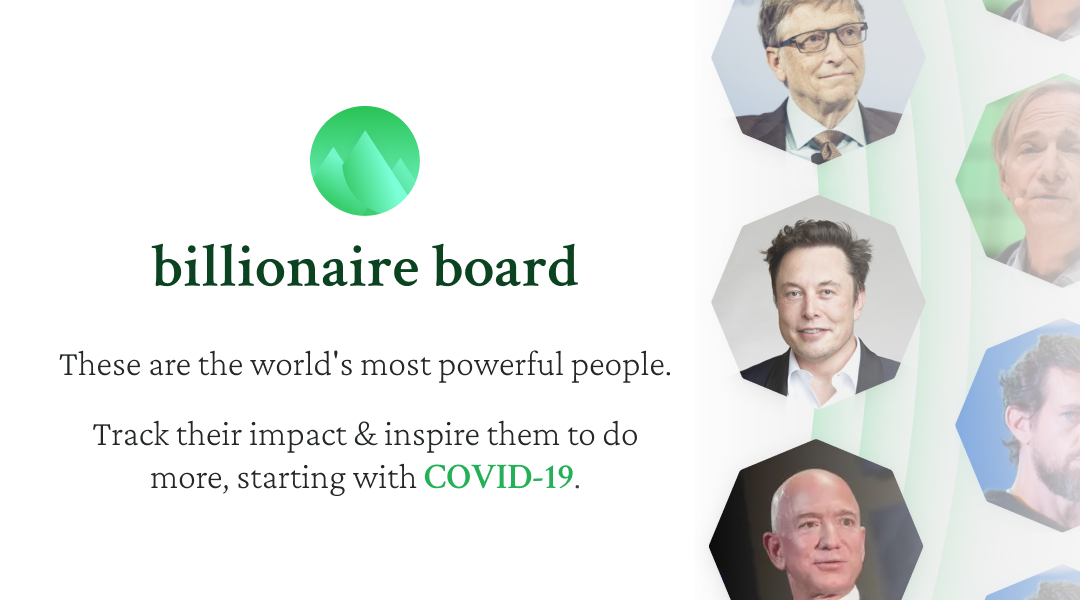 billionaire board
These are the world's most powerful people.
Track their impact & inspire them to do
more, starting with COVID-19.